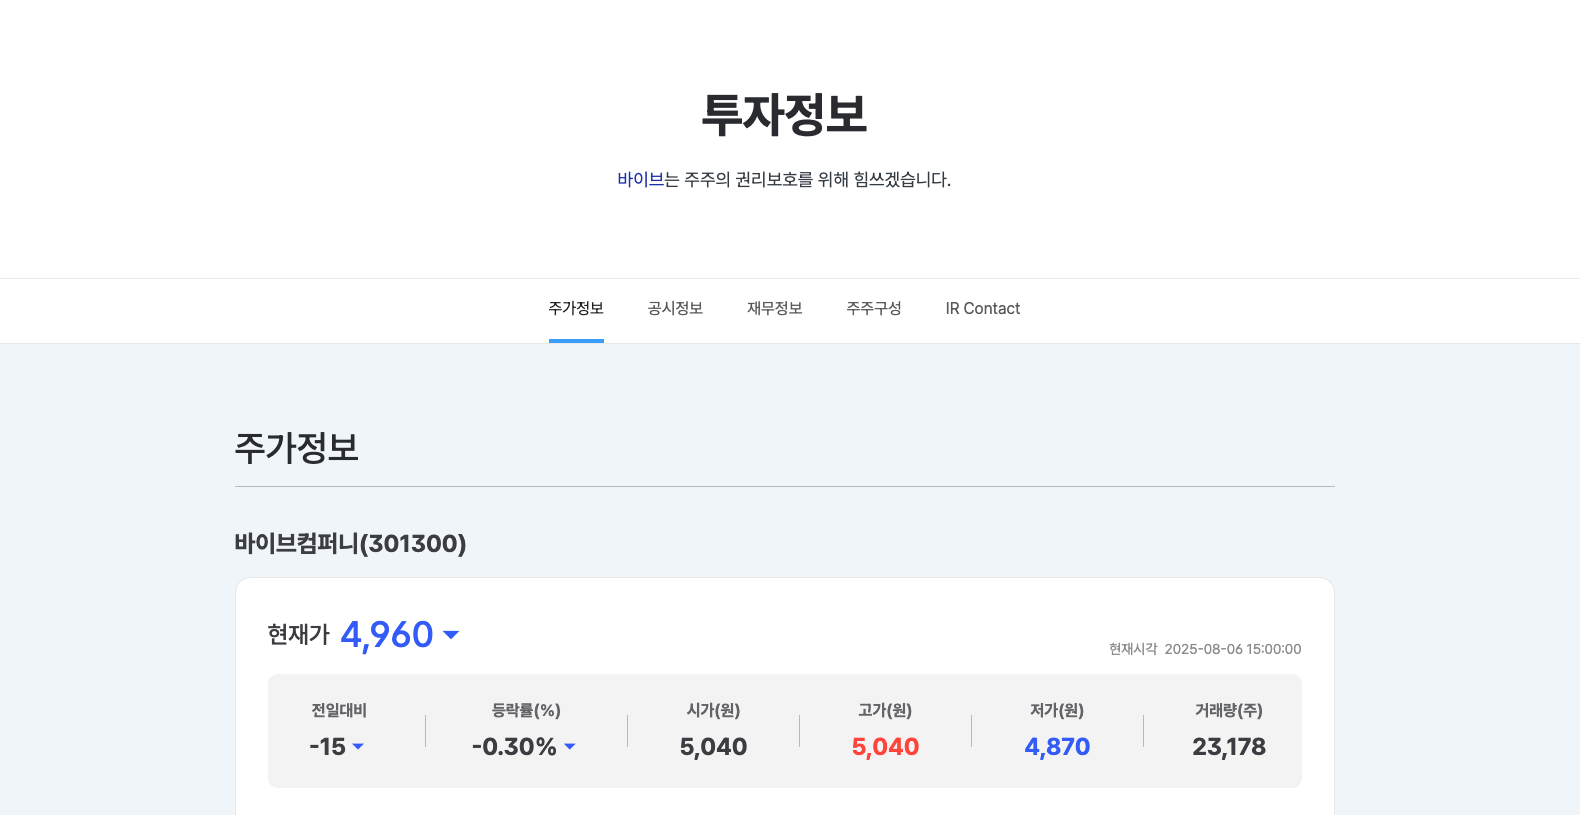 투자정보
바이브는 주주의 권리보호를 위해 힘쓰겠습니다.
주가정보 공시정보 재무정보 주주구성 IR Contact
주가정보
바이브컴퍼니(301300)
현재가 4,960
현재시각 2025-08-06 15:00:00
전일대비 등락률(%) 시가(원) 고가(원) 저가(원) 거래량(주)
-15 -0.30% 5,040 5,040 4,870 23,178